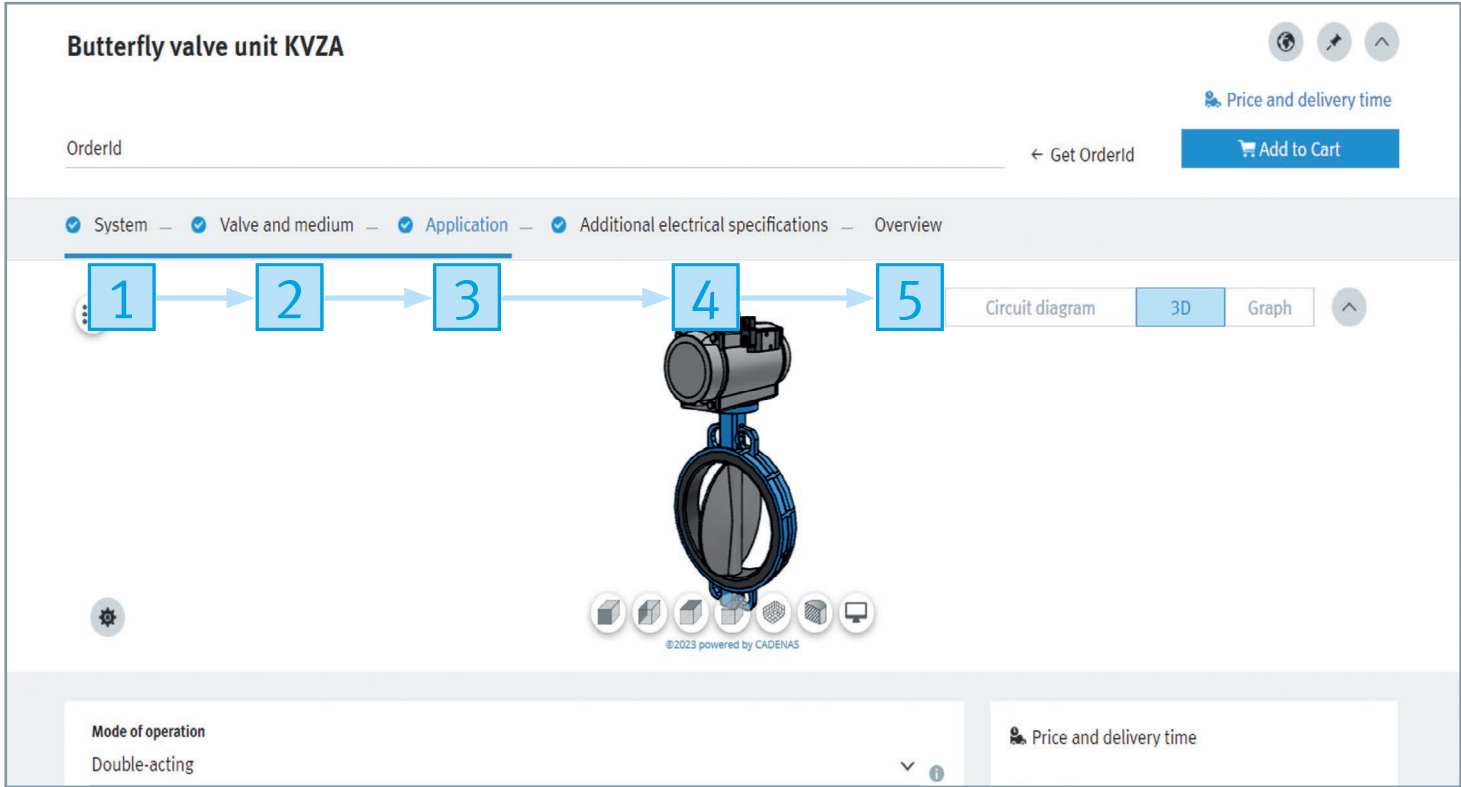 Butterfly valve unit KVZA
Price and delivery time
OrderId
← Get OrderId
Add to Cart
System – Valve and medium – Application – Additional electrical specifications – Overview
1 2 3 4 5
Circuit diagram 3D Graph
©2023 powered by CADENAS
Mode of operation
Double-acting
Price and delivery time